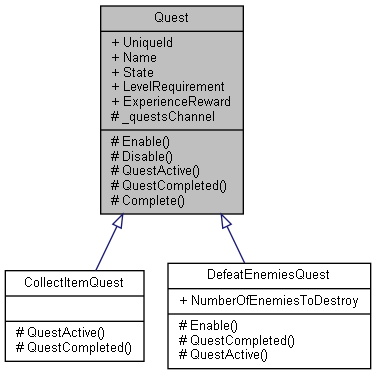 Quest
+ UniqueId
+ Name
+ State
+ LevelRequirement
+ ExperienceReward
# _questsChannel
# Enable()
# Disable()
# QuestActive()
# QuestCompleted()
# Complete()
CollectItemQuest
# QuestActive()
# QuestCompleted()
DefeatEnemiesQuest
+ NumberOfEnemiesToDestroy
# Enable()
# QuestCompleted()
# QuestActive()